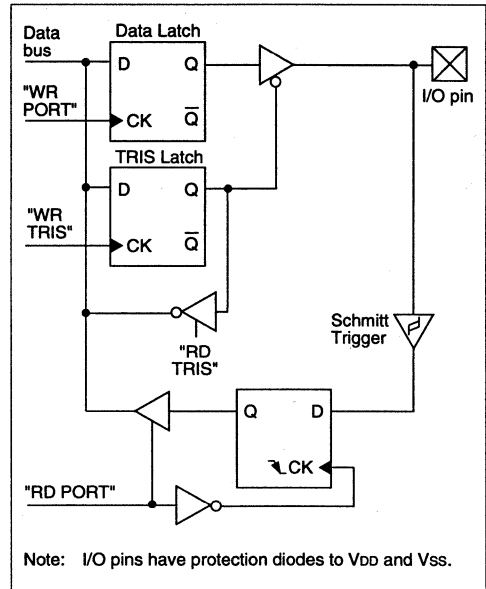 Data
bus
Data Latch
D
Q
"WR
PORT"
CK
Q
I/O pin
TRIS Latch
D
Q
"WR
TRIS"
CK
Q
"RD
TRIS"
Schmitt
Trigger
Q
D
CK
"RD PORT"
Note: I/O pins have protection diodes to VDD and VSS.